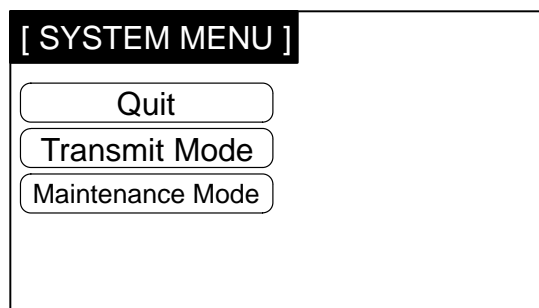 [ SYSTEM MENU ]
Quit
Transmit Mode
Maintenance Mode